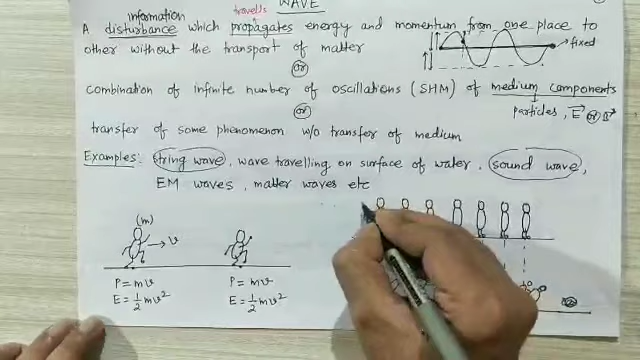 WAVE
information travells
A disturbance which propagates energy and momentum from one place to
other without the transport of matter
fixed
or
combination of infinite number of oscillations (SHM) of medium components
or
particles, E or B
transfer of some phenomenon w/o transfer of medium
Examples: string wave, wave travelling on surface of water, sound wave,
EM waves, matter waves etc
(m)
v
P = mv P = mv
E = 1/2 mv² E = 1/2 mv²